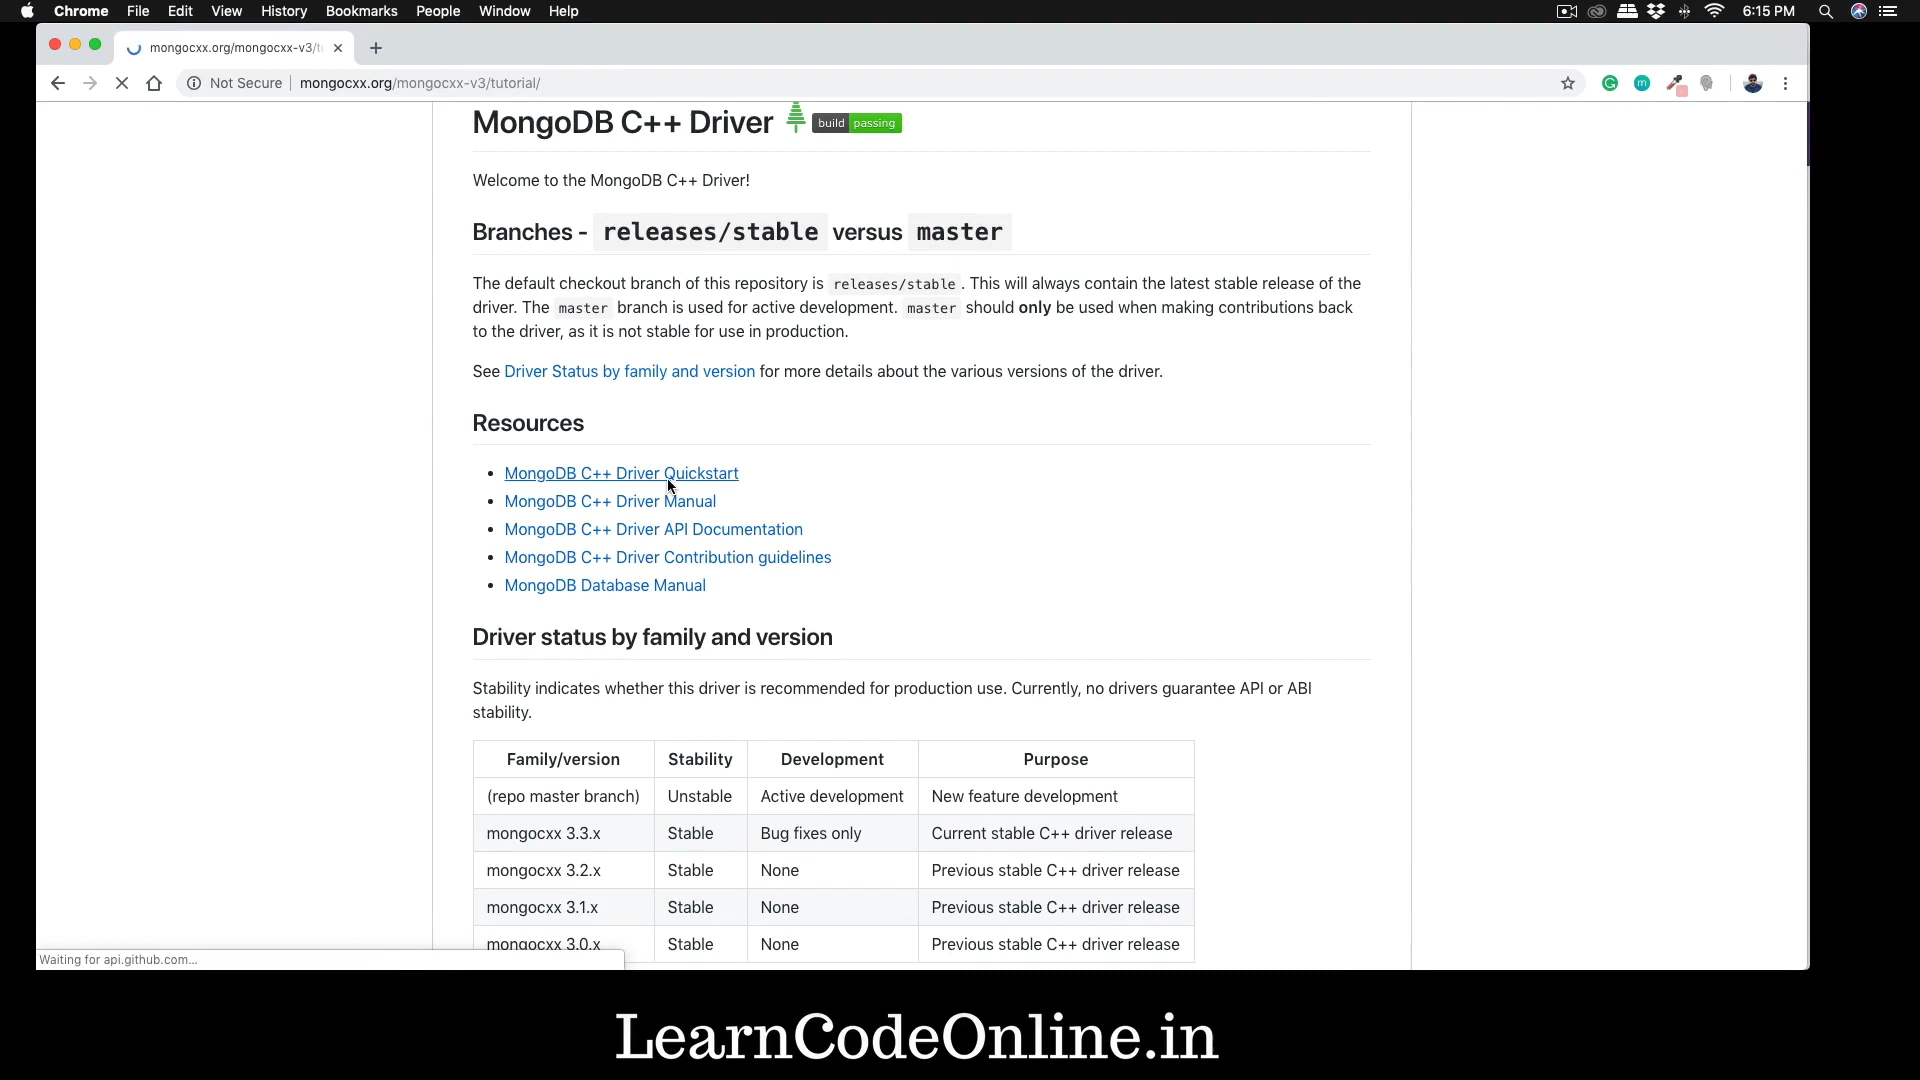 Chrome File Edit View History Bookmarks People Window Help 6:15 PM
mongocxx.org/mongocxx-v3/t
Not Secure mongocxx.org/mongocxx-v3/tutorial/
MongoDB C++ Driver build passing
Welcome to the MongoDB C++ Driver!
Branches - releases/stable versus master
The default checkout branch of this repository is releases/stable . This will always contain the latest stable release of the
driver. The master branch is used for active development. master should only be used when making contributions back
to the driver, as it is not stable for use in production.
See Driver Status by family and version for more details about the various versions of the driver.
Resources
• MongoDB C++ Driver Quickstart
• MongoDB C++ Driver Manual
• MongoDB C++ Driver API Documentation
• MongoDB C++ Driver Contribution guidelines
• MongoDB Database Manual
Driver status by family and version
Stability indicates whether this driver is recommended for production use. Currently, no drivers guarantee API or ABI
stability.
Family/version Stability Development Purpose
(repo master branch) Unstable Active development New feature development
mongocxx 3.3.x Stable Bug fixes only Current stable C++ driver release
mongocxx 3.2.x Stable None Previous stable C++ driver release
mongocxx 3.1.x Stable None Previous stable C++ driver release
mongocxx 3.0.x Stable None Previous stable C++ driver release
Waiting for api.github.com...
LearnCodeOnline.in